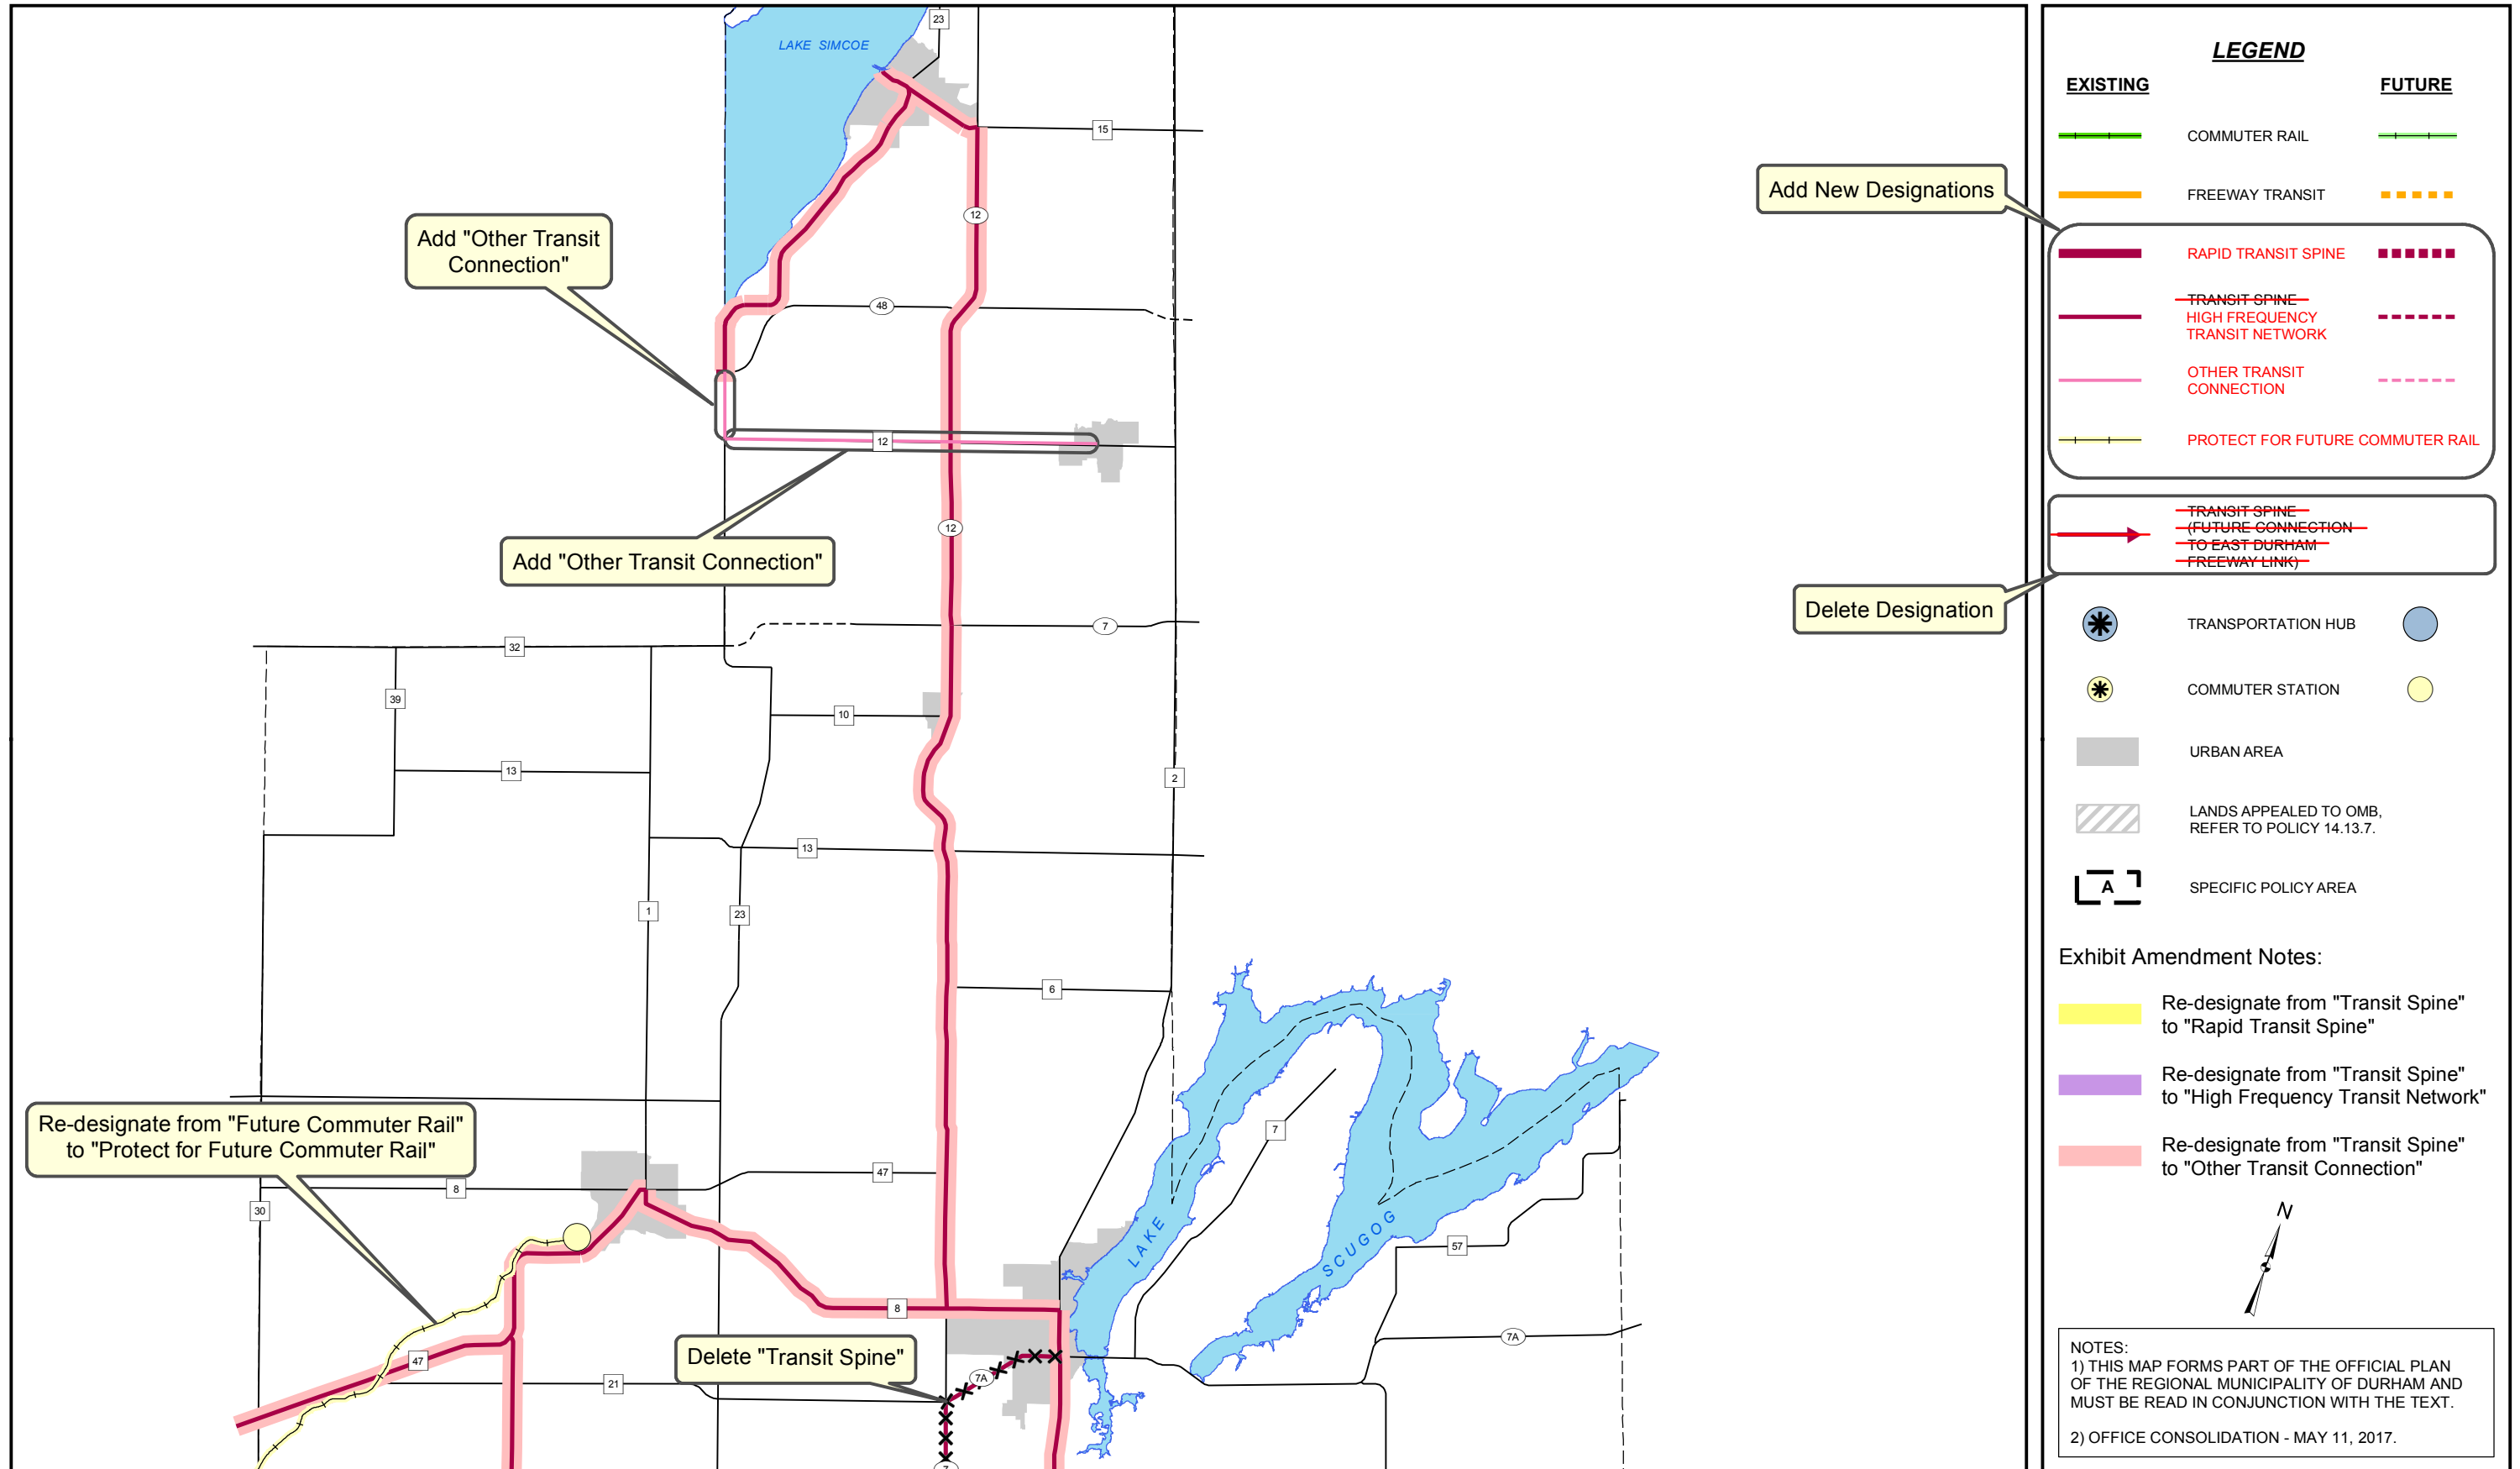 23
LAKE SIMCOE
15
12
Add "Other Transit
Connection"
48
12
12
Add "Other Transit Connection"
7
32
39
10
13
2
13
1
23
6
Re-designate from "Future Commuter Rail"
to "Protect for Future Commuter Rail"
7
47
8
30
LAKE
SCUGOG
57
8
7A
47
Delete "Transit Spine"
7A
21
7
Add New Designations
Delete Designation
LEGEND
EXISTING
FUTURE
COMMUTER RAIL
FREEWAY TRANSIT
RAPID TRANSIT SPINE
TRANSIT SPINE
HIGH FREQUENCY
TRANSIT NETWORK
OTHER TRANSIT
CONNECTION
PROTECT FOR FUTURE COMMUTER RAIL
TRANSIT SPINE
(FUTURE CONNECTION
TO EAST DURHAM
FREEWAY LINK)
TRANSPORTATION HUB
COMMUTER STATION
URBAN AREA
LANDS APPEALED TO OMB,
REFER TO POLICY 14.13.7.
A
SPECIFIC POLICY AREA
Exhibit Amendment Notes:
Re-designate from "Transit Spine"
to "Rapid Transit Spine"
Re-designate from "Transit Spine"
to "High Frequency Transit Network"
Re-designate from "Transit Spine"
to "Other Transit Connection"
N
NOTES:
1) THIS MAP FORMS PART OF THE OFFICIAL PLAN
OF THE REGIONAL MUNICIPALITY OF DURHAM AND
MUST BE READ IN CONJUNCTION WITH THE TEXT.
2) OFFICE CONSOLIDATION - MAY 11, 2017.